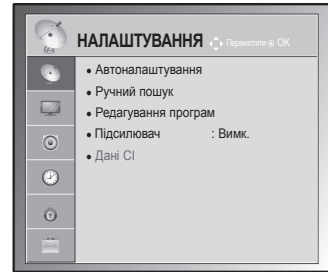 НАЛАШТУВАННЯ Перемістити OK
• Автоналаштування
• Ручний пошук
• Редагування програм
• Підсилювач : Вимк.
• Дані CI